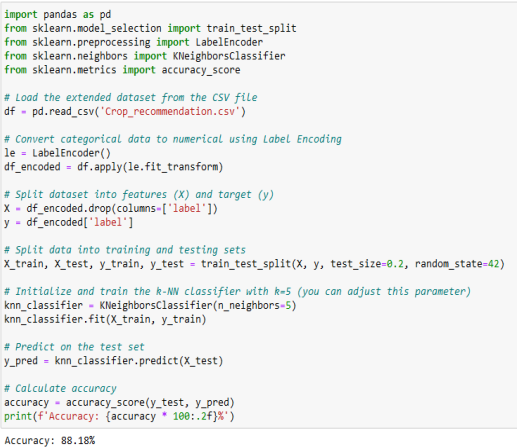 import pandas as pd
from sklearn.model_selection import train_test_split
from sklearn.preprocessing import LabelEncoder
from sklearn.neighbors import KNeighborsClassifier
from sklearn.metrics import accuracy_score
# Load the extended dataset from the CSV file
df = pd.read_csv('Crop_recommendation.csv')
# Convert categorical data to numerical using Label Encoding
le = LabelEncoder()
df_encoded = df.apply(le.fit_transform)
# Split dataset into features (X) and target (y)
X = df_encoded.drop(columns=['label'])
y = df_encoded['label']
# Split data into training and testing sets
X_train, X_test, y_train, y_test = train_test_split(X, y, test_size=0.2, random_state=42)
# Initialize and train the k-NN classifier with k=5 (you can adjust this parameter)
knn_classifier = KNeighborsClassifier(n_neighbors=5)
knn_classifier.fit(X_train, y_train)
# Predict on the test set
y_pred = knn_classifier.predict(X_test)
# Calculate accuracy
accuracy = accuracy_score(y_test, y_pred)
print(f'Accuracy: {accuracy * 100:.2f}%')
Accuracy: 88.18%